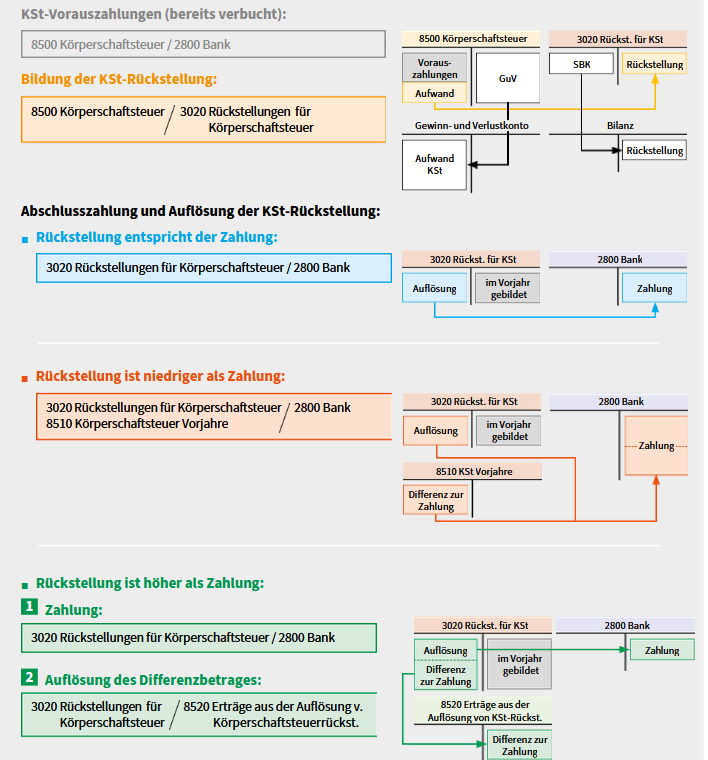 KSt-Vorauszahlungen (bereits verbucht):
8500 Körperschaftsteuer / 2800 Bank
8500 Körperschaftsteuer
3020 Rückst. für KSt
Voraus-
zahlungen
Aufwand
GuV
SBK
Rückstellung
Bildung der KSt-Rückstellung:
8500 Körperschaftsteuer / 3020 Rückstellungen für
Körperschaftsteuer
Gewinn- und Verlustkonto
Bilanz
Aufwand
KSt
Rückstellung
Abschlusszahlung und Auflösung der KSt-Rückstellung:
Rückstellung entspricht der Zahlung:
3020 Rückstellungen für Körperschaftsteuer / 2800 Bank
3020 Rückst. für KSt
2800 Bank
Auflösung
im Vorjahr
gebildet
Zahlung
Rückstellung ist niedriger als Zahlung:
3020 Rückstellungen für Körperschaftsteuer / 2800 Bank
8510 Körperschaftsteuer Vorjahre
3020 Rückst. für KSt
2800 Bank
Auflösung
im Vorjahr
gebildet
Zahlung
8510 KSt Vorjahre
Differenz zur
Zahlung
Rückstellung ist höher als Zahlung:
1 Zahlung:
3020 Rückstellungen für Körperschaftsteuer / 2800 Bank
2 Auflösung des Differenzbetrages:
3020 Rückstellungen für / 8520 Erträge aus der Auflösung v.
Körperschaftsteuer Körperschaftsteuerrückst.
3020 Rückst. für KSt
2800 Bank
Auflösung
Differenz
zur Zahlung
im Vorjahr
gebildet
Zahlung
8520 Erträge aus der
Auflösung von KSt-Rückst.
Differenz zur
Zahlung